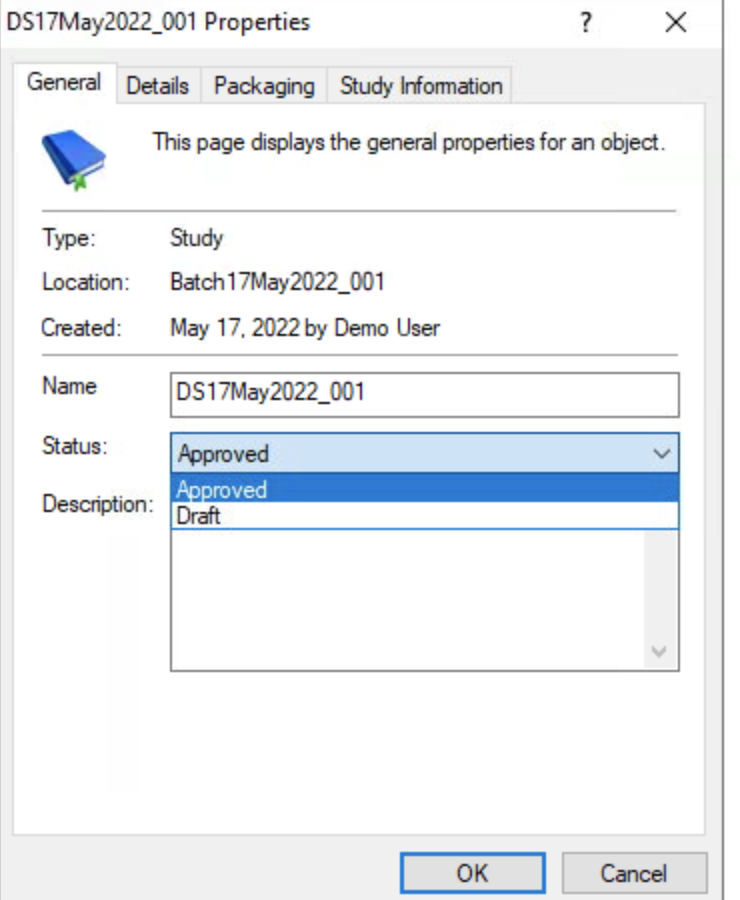 DS17May2022_001 Properties ? ×
General Details Packaging Study Information
This page displays the general properties for an object.
Type: Study
Location: Batch17May2022_001
Created: May 17, 2022 by Demo User
Name DS17May2022_001
Status: Approved
Approved
Description:
Draft
OK Cancel